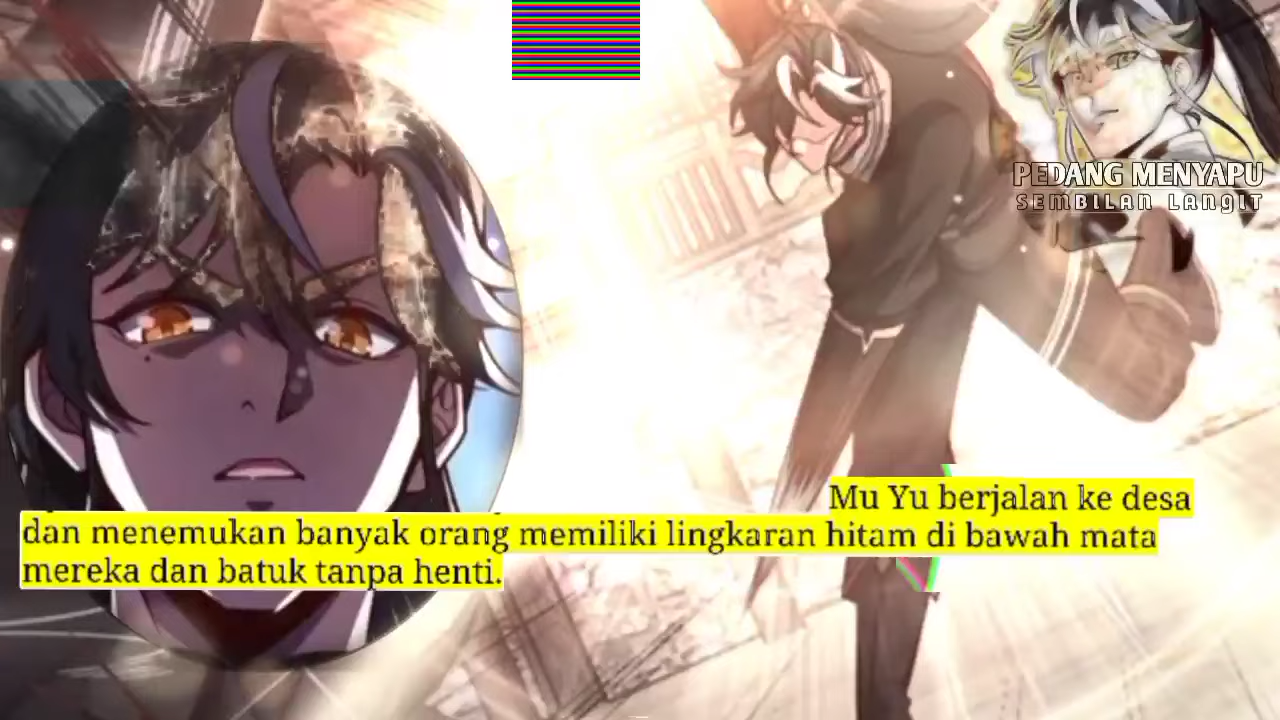 PEDANG MENYAPU
SEMBILAN LANGIT
Mu Yu berjalan ke desa
dan menemukan banyak orang memiliki lingkaran hitam di bawah mata
mereka dan batuk tanpa henti.